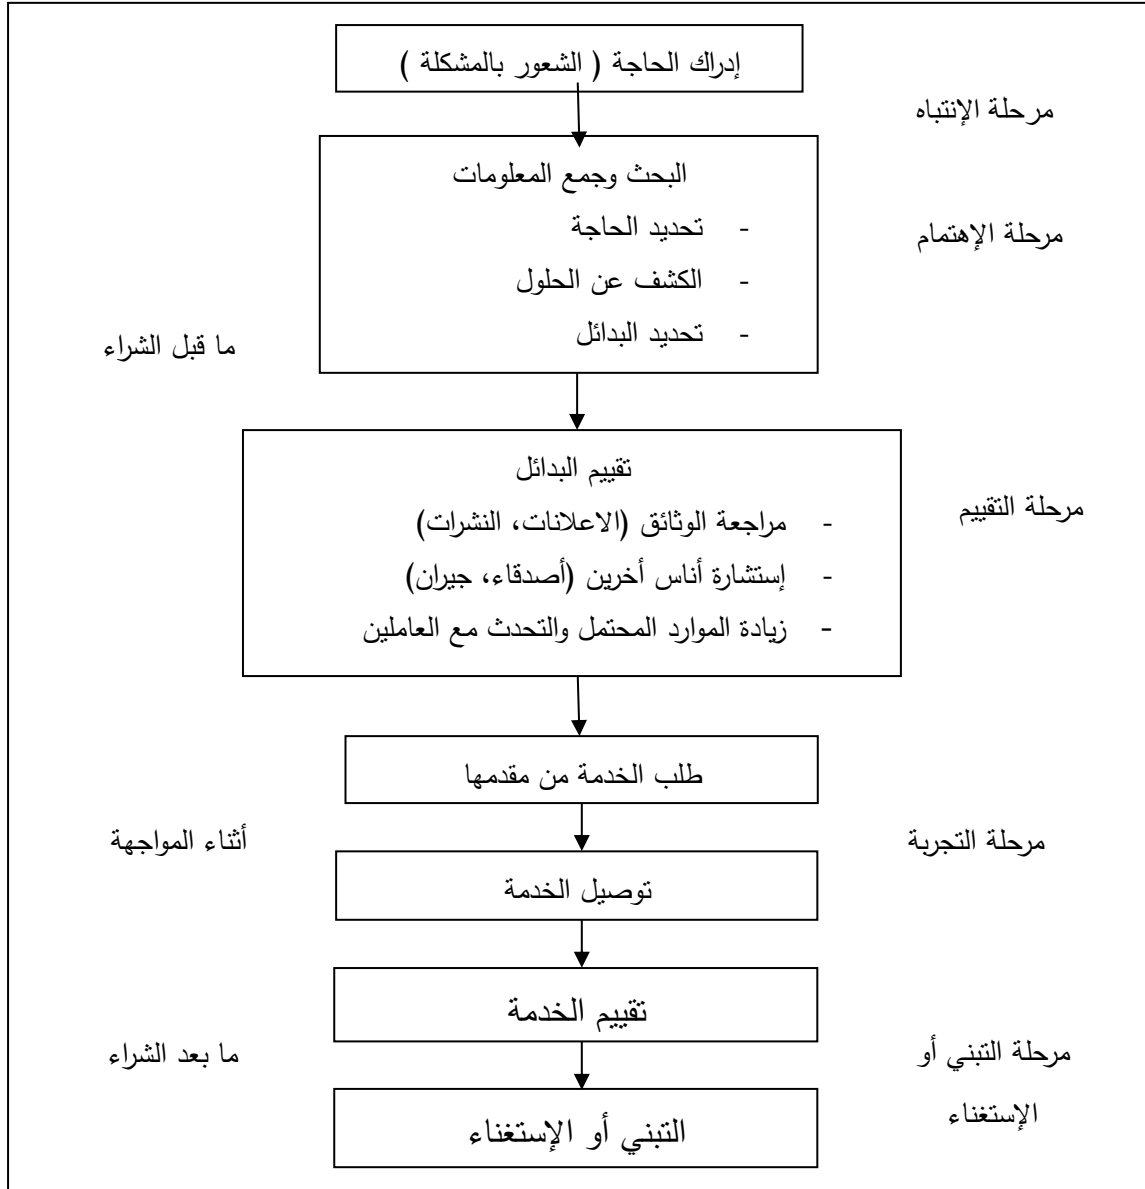 إدراك الحاجة ( الشعور بالمشكلة )
مرحلة الإنتباه
البحث وجمع المعلومات
- تحديد الحاجة
- الكشف عن الحلول
- تحديد البدائل
مرحلة الإهتمام
ما قبل الشراء
تقييم البدائل
- مراجعة الوثائق (الاعلانات، النشرات)
- إستشارة أناس أخرين (أصدقاء، جيران)
- زيادة الموارد المحتمل والتحدث مع العاملين
مرحلة التقييم
طلب الخدمة من مقدمها
مرحلة التجربة
أثناء المواجهة
توصيل الخدمة
تقييم الخدمة
مرحلة التبني أو
الإستغناء
ما بعد الشراء
التبني أو الإستغناء